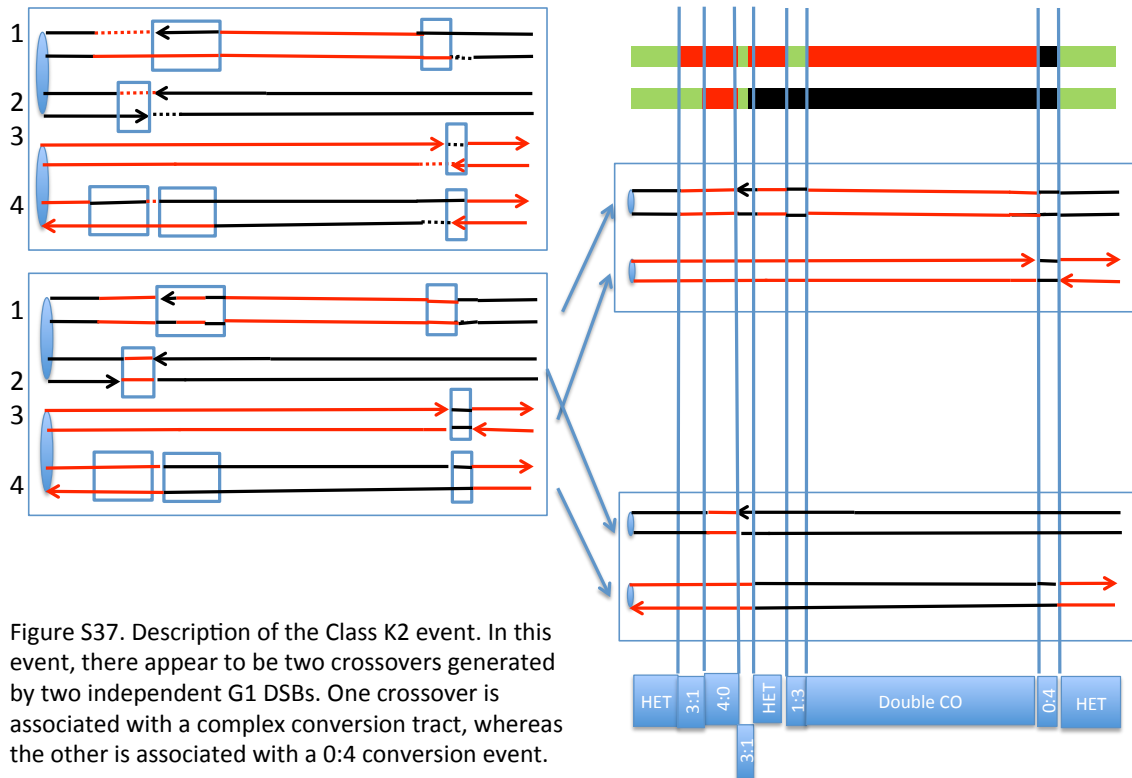 1
2
3
4
1
2
3
4
HET
3:1
4:0
3:1
HET
1:3
Double CO
0:4
HET
Figure S37. Description of the Class K2 event. In this
event, there appear to be two crossovers generated
by two independent G1 DSBs. One crossover is
associated with a complex conversion tract, whereas
the other is associated with a 0:4 conversion event.